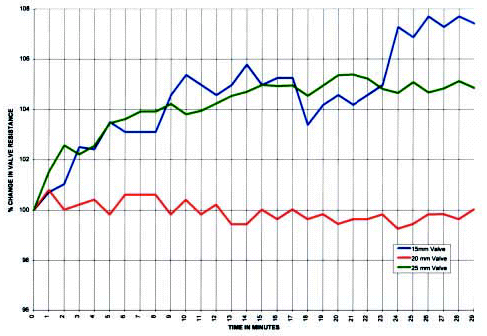 108
106
104
102
100
98
96
% CHANGE IN VALVE RESISTANCE
15mm Valve
20 mm Valve
25 mm Valve
0 1 2 3 4 5 6 7 8 9 10 11 12 13 14 15 16 17 18 19 20 21 22 23 24 25 26 27 28 29
TIME IN MINUTES